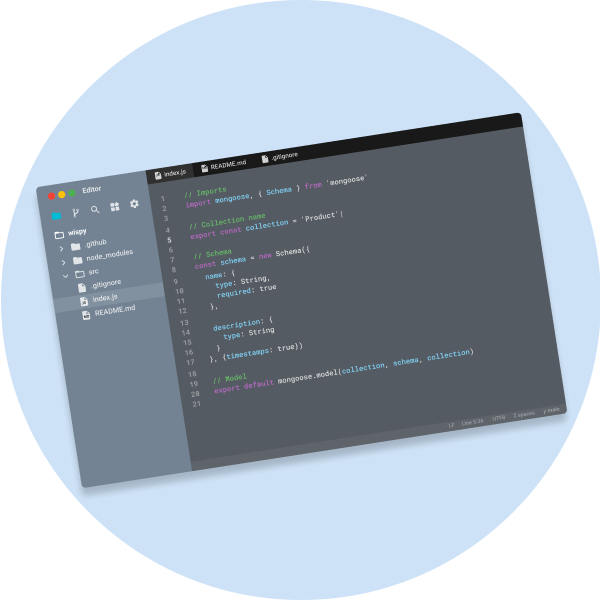 Editor
wispy
.github
node_modules
src
.gitignore
index.js
README.md
index.js README.md .gitignore
1 // Imports
2 import mongoose, { Schema } from 'mongoose'
3
4 // Collection name
5 export const collection = 'Product'|
6
7 // Schema
8 const schema = new Schema({
9 name: {
10 type: String,
11 required: true
12 },
13
14 description: {
15 type: String
16 }
17 }, {timestamps: true})
18
19 // Model
20 export default mongoose.model(collection, schema, collection)
21
LF Line 5:36 UTF8 2 spaces